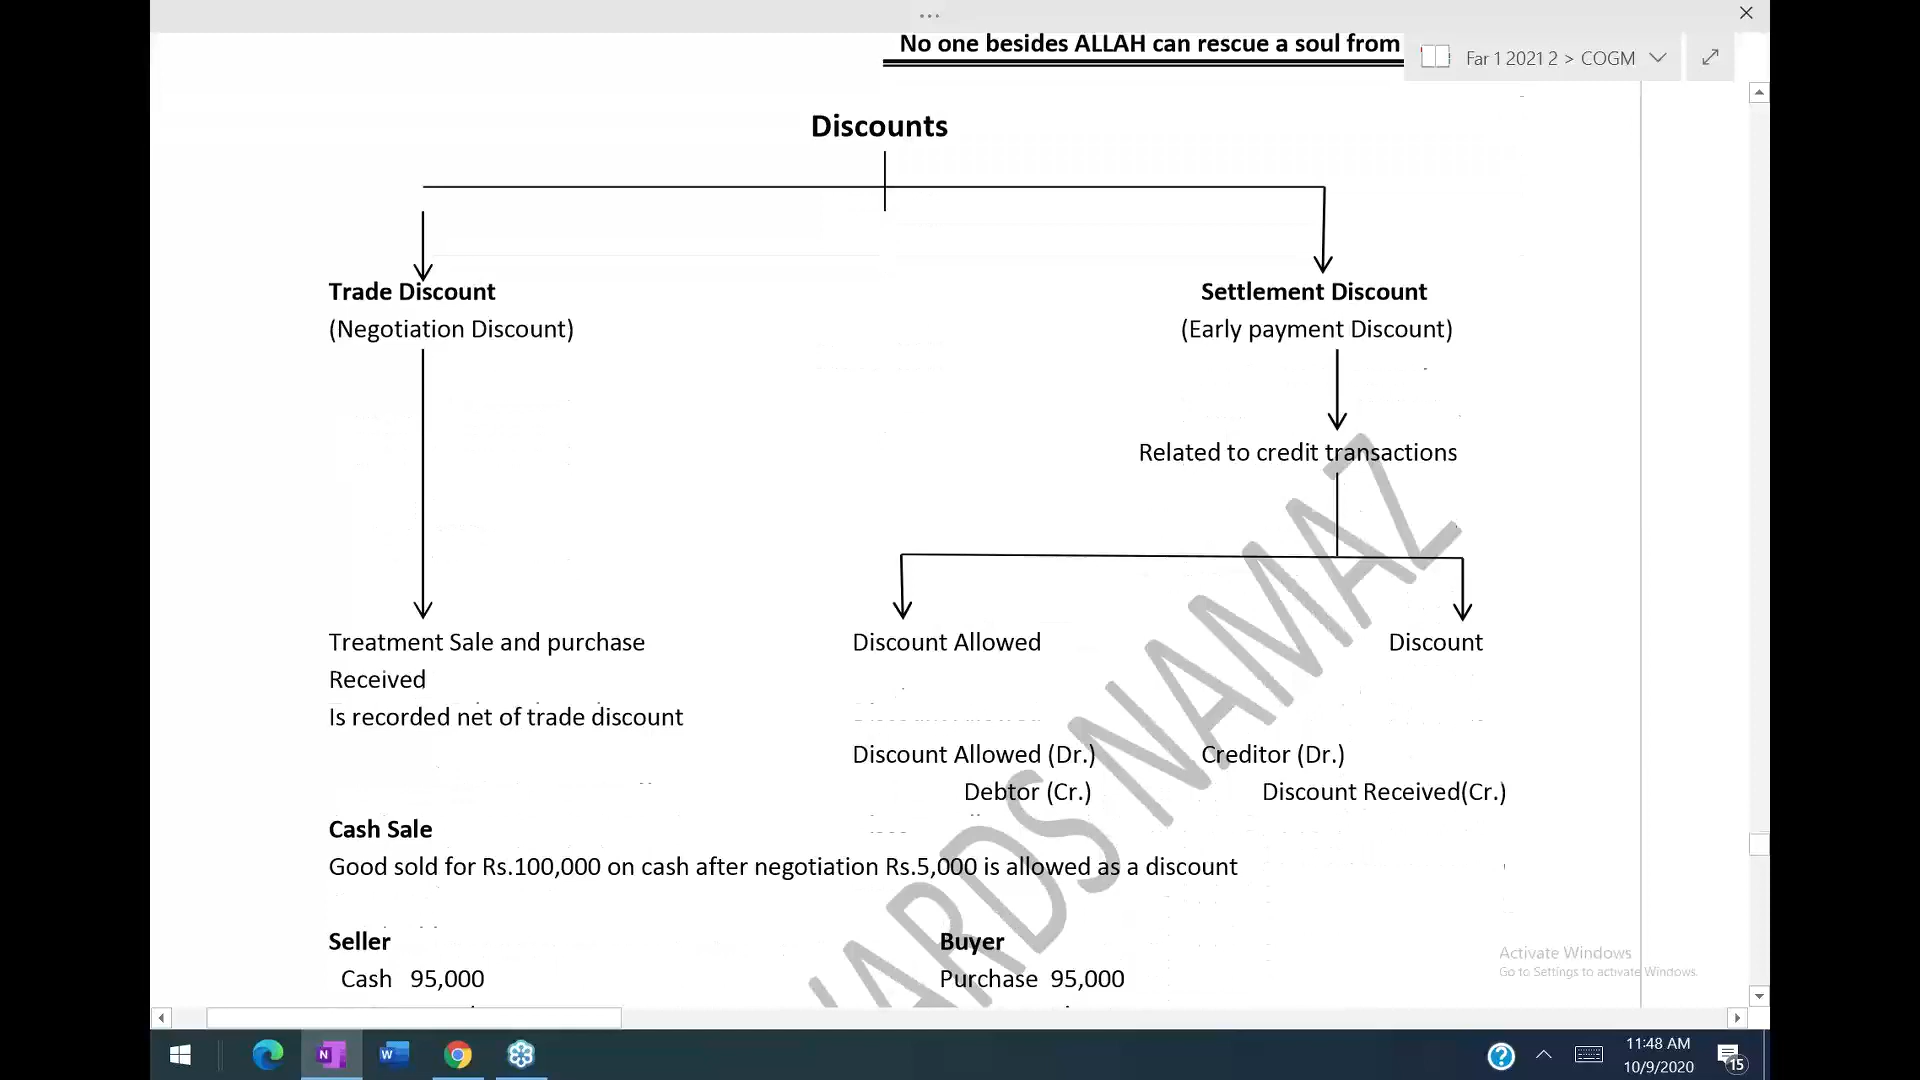 No one besides ALLAH can rescue a soul from
Far 1 2021 2 > COGM
Discounts
Trade Discount
Settlement Discount
(Negotiation Discount)
(Early payment Discount)
Related to credit transactions
Treatment Sale and purchase
Discount Allowed
Discount
Received
Is recorded net of trade discount
Discount Allowed (Dr.)
Creditor (Dr.)
Debtor (Cr.)
Discount Received(Cr.)
Cash Sale
Good sold for Rs.100,000 on cash after negotiation Rs.5,000 is allowed as a discount
Seller
Buyer
Cash 95,000
Purchase 95,000
ARDS NAMAZ
Activate Windows
Go to Settings to activate Windows.
11:48 AM
10/9/2020
15